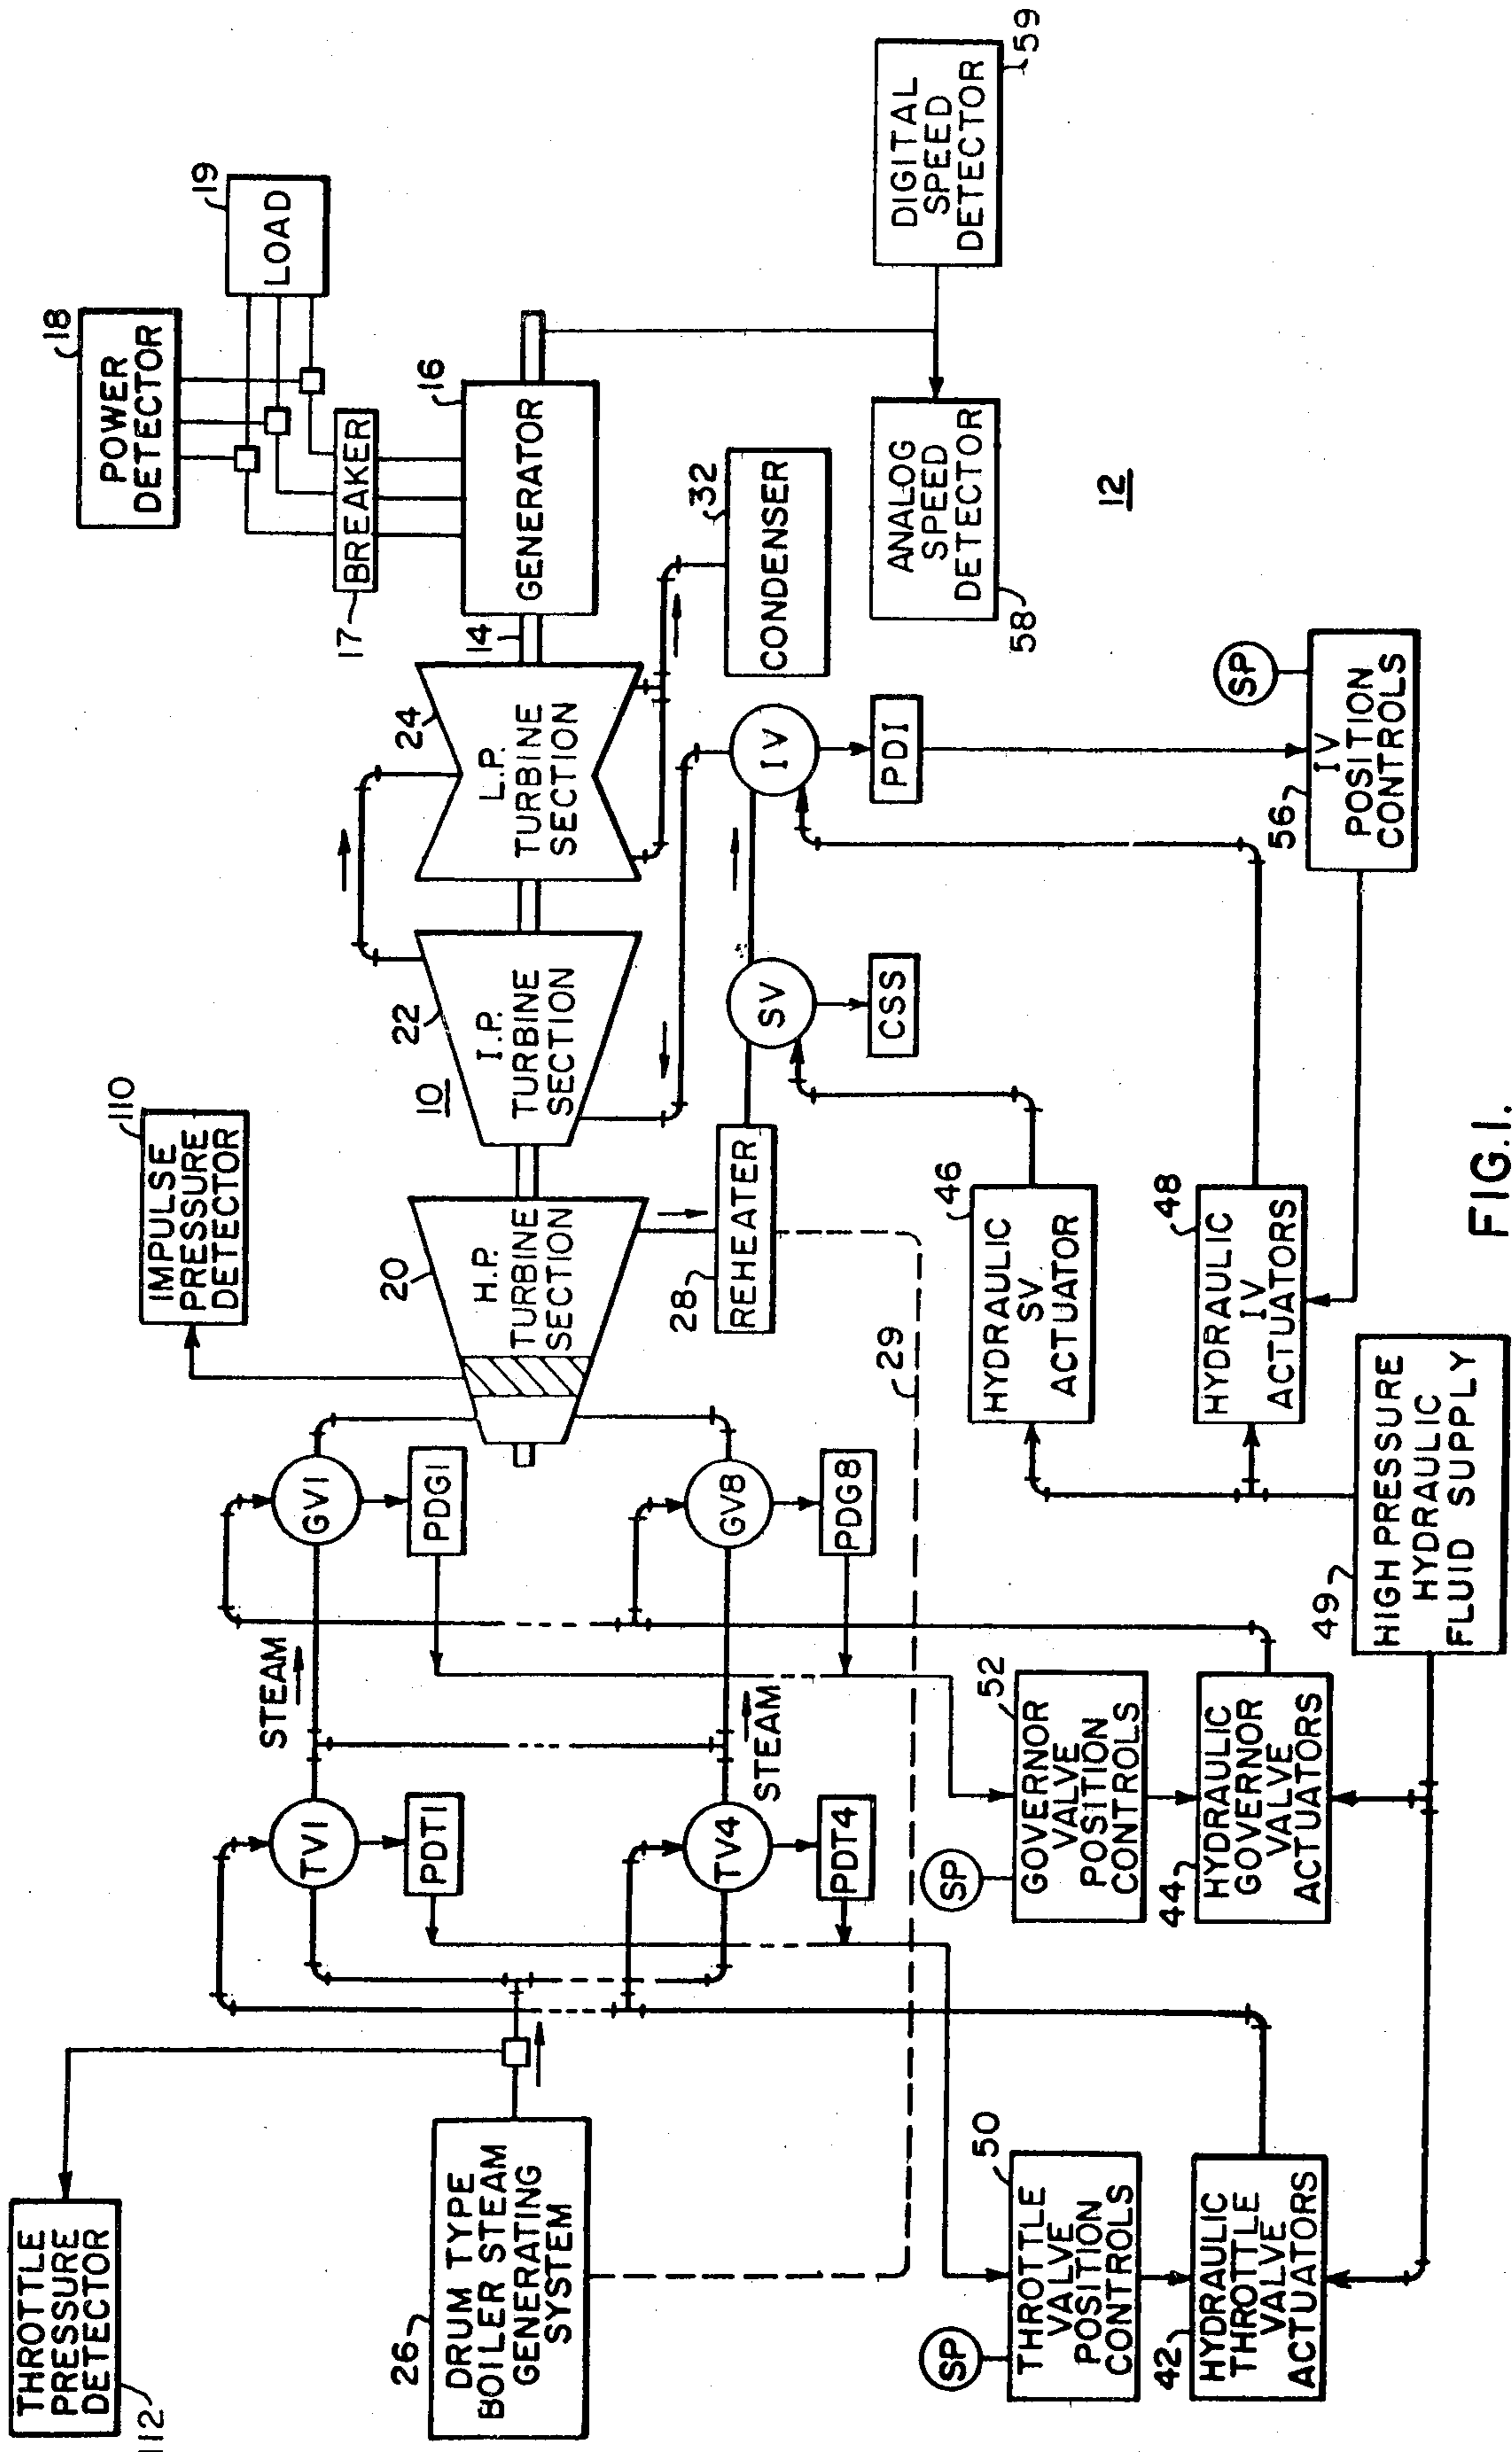 THROTTLE
PRESSURE
DETECTOR
112
IMPULSE
PRESSURE
DETECTOR
110
POWER
DETECTOR
18
LOAD
19
BREAKER
17
26
DRUM TYPE
BOILER STEAM
GENERATING
SYSTEM
STEAM
TV1
PDT1
GV1
PDG1
TV4
PDT4
STEAM
GV8
PDG8
20
H.P.
TURBINE
SECTION
10
22
I.P.
TURBINE
SECTION
24
L.P.
TURBINE
SECTION
14
GENERATOR
16
28
REHEATER
29
SV
CSS
IV
PDI
CONDENSER
32
ANALOG
SPEED
DETECTOR
58
DIGITAL
SPEED
DETECTOR
59
12
SP
50
THROTTLE
VALVE
POSITION
CONTROLS
42
HYDRAULIC
THROTTLE
VALVE
ACTUATORS
SP
52
GOVERNOR
VALVE
POSITION
CONTROLS
44
HYDRAULIC
GOVERNOR
VALVE
ACTUATORS
46
HYDRAULIC
SV
ACTUATOR
48
HYDRAULIC
IV
ACTUATORS
49
HIGH PRESSURE
HYDRAULIC
FLUID SUPPLY
SP
56
IV
POSITION
CONTROLS
FIG.1.